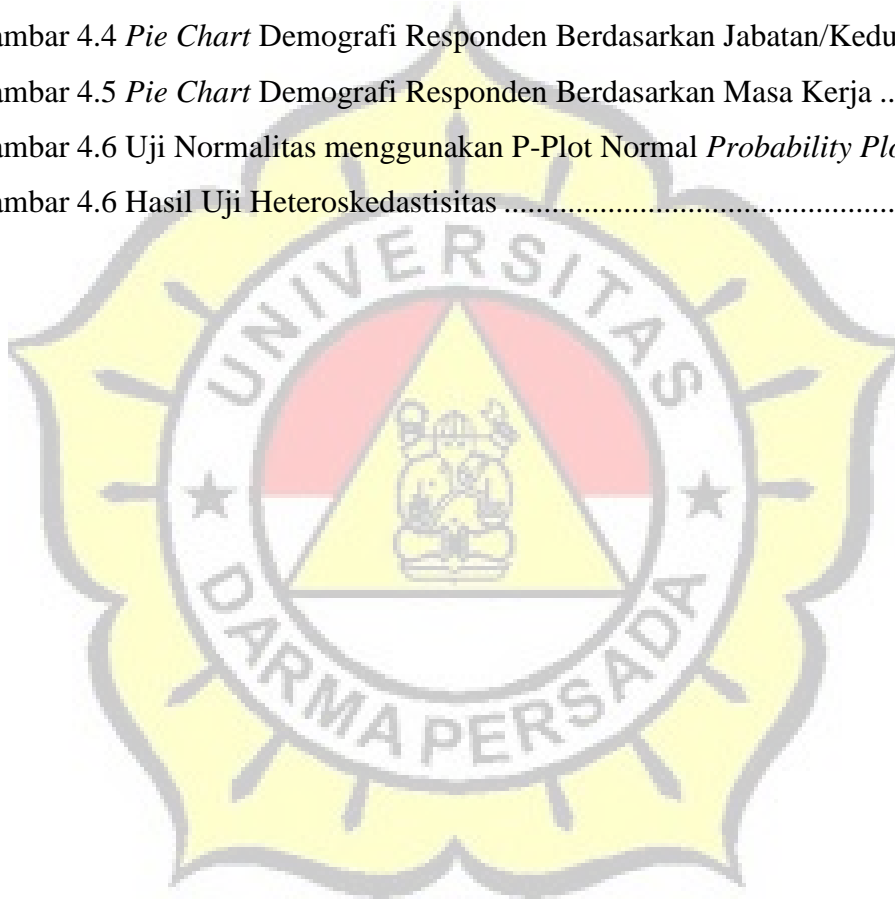 ambar 4.4 Pie Chart Demografi Responden Berdasarkan Jabatan/Kedu
ambar 4.5 Pie Chart Demografi Responden Berdasarkan Masa Kerja ..
ambar 4.6 Uji Normalitas menggunakan P-Plot Normal Probability Plo
ambar 4.6 Hasil Uji Heteroskedastisitas ..........................................
UNIVERSITAS
DARMA PERSADA